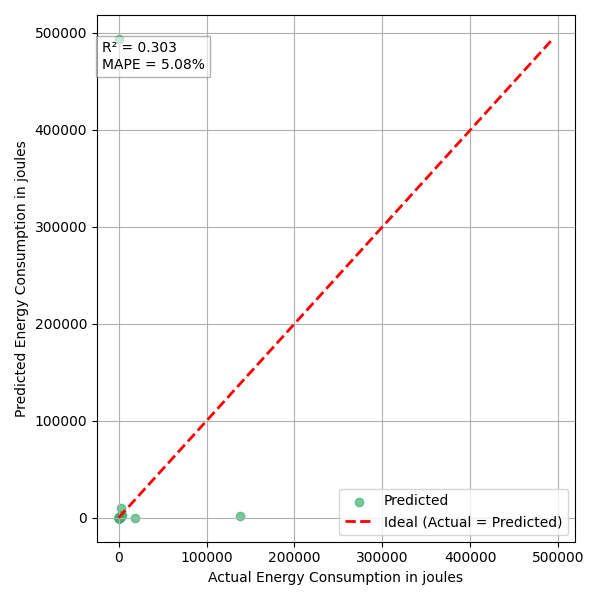 R² = 0.303
MAPE = 5.08%
500000
400000
300000
200000
100000
0
Predicted Energy Consumption in joules
Predicted
Ideal (Actual = Predicted)
0
100000
200000
300000
400000
500000
Actual Energy Consumption in joules